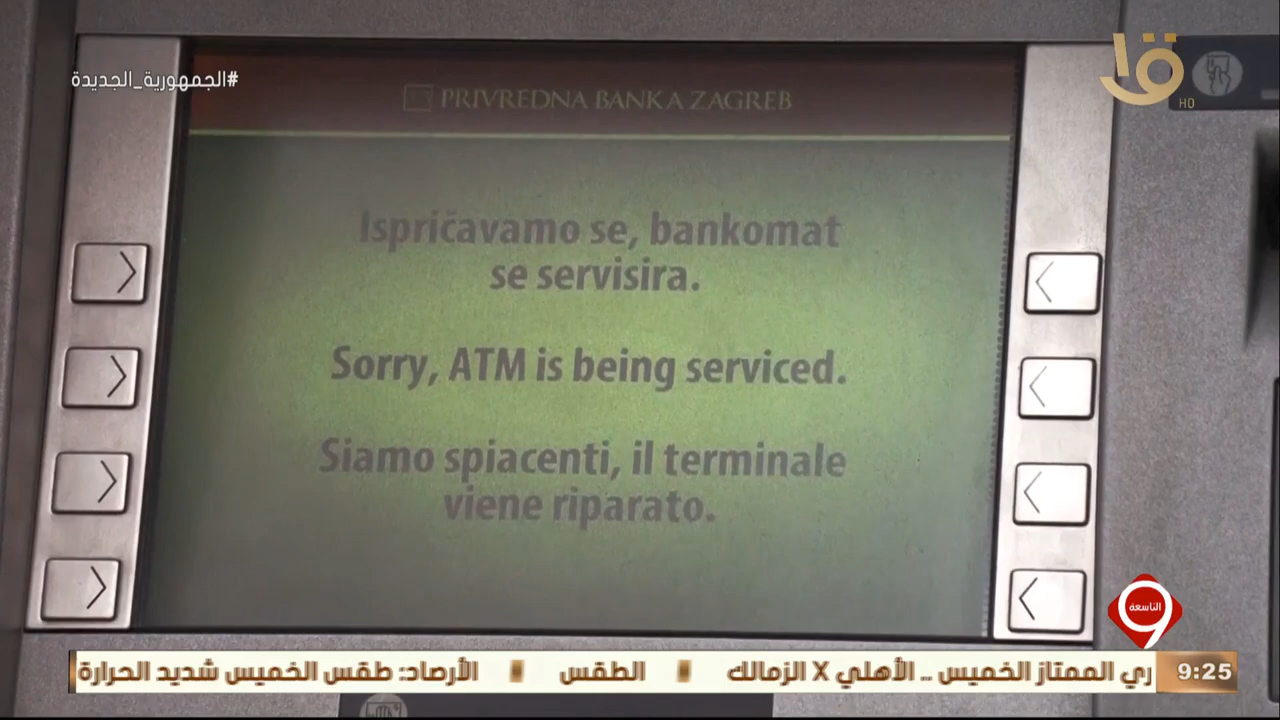 #الجمهورية_الجديدة
PRIVREDNA BANKA ZAGREB
HD
Ispričavamo se, bankomat
se servisira.
Sorry, ATM is being serviced.
Siamo spiacenti, il terminale
viene riparato.
التاسعة
9
9:25
الممتاز الخميس .. الأهلي X الزمالك
الطقس
الأرصاد: طقس الخميس شديد الحرارة